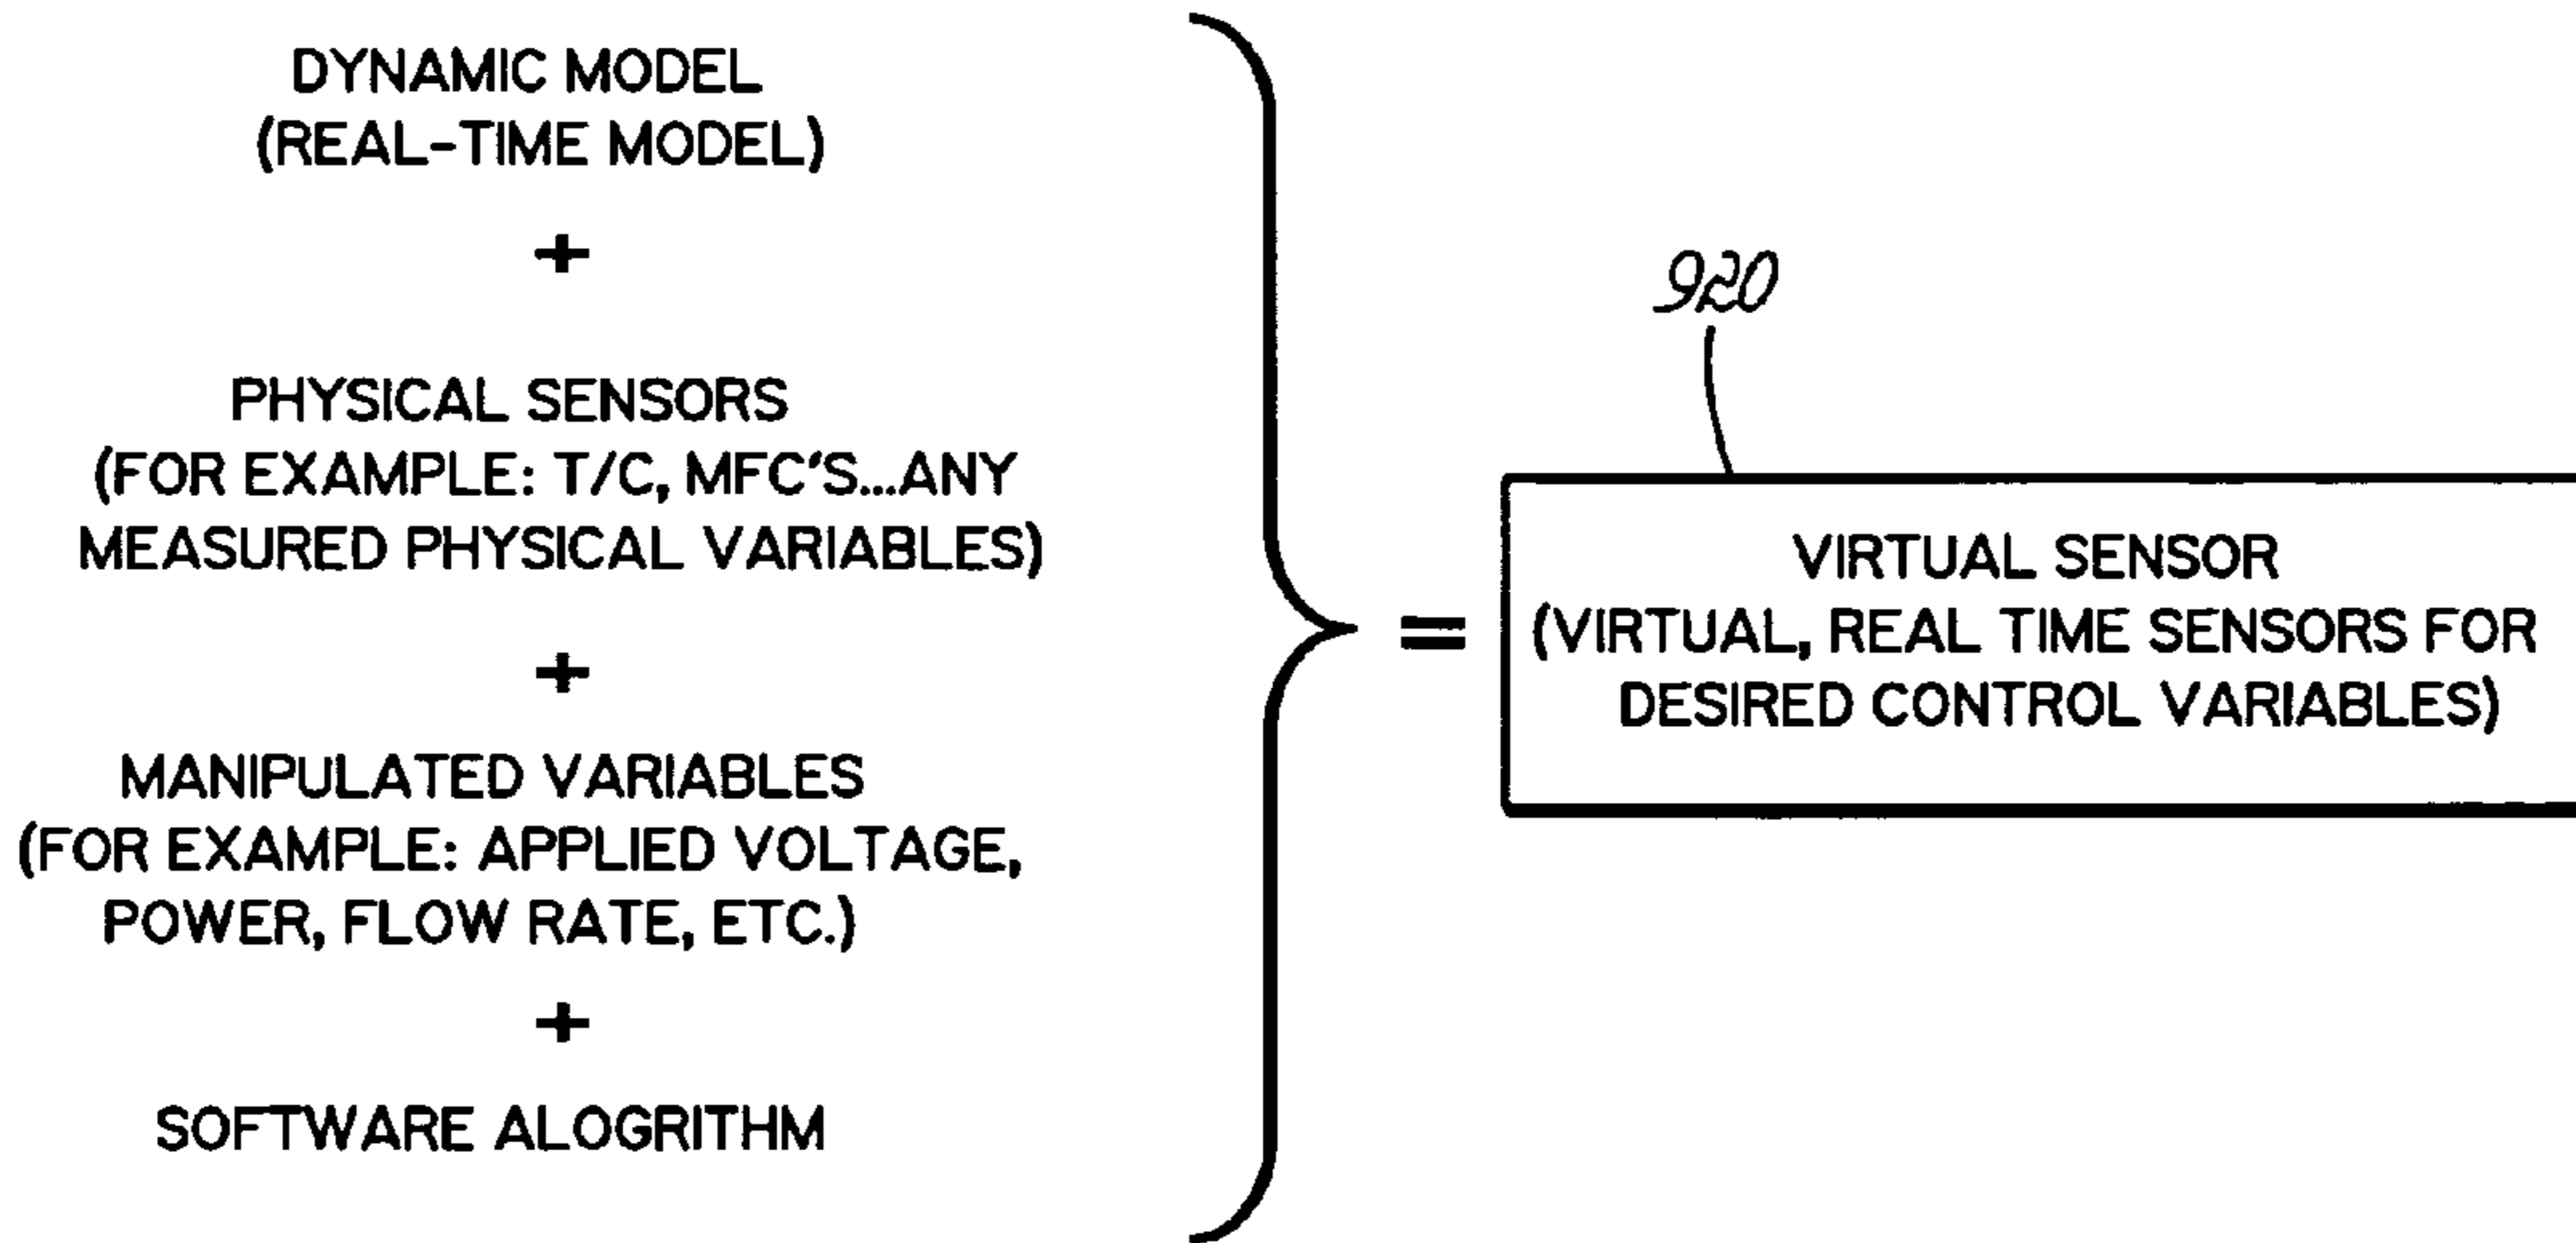 DYNAMIC MODEL
(REAL-TIME MODEL)
+
PHYSICAL SENSORS
(FOR EXAMPLE: T/C, MFC'S...ANY
MEASURED PHYSICAL VARIABLES)
+
MANIPULATED VARIABLES
(FOR EXAMPLE: APPLIED VOLTAGE,
POWER, FLOW RATE, ETC.)
+
SOFTWARE ALOGRITHM
=
920
VIRTUAL SENSOR
(VIRTUAL, REAL TIME SENSORS FOR
DESIRED CONTROL VARIABLES)